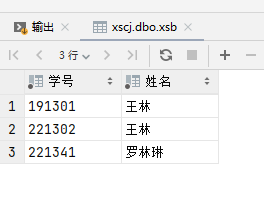 输出 xscj.dbo.xsb
3 行
学号 姓名
1 191301 王林
2 221302 王林
3 221341 罗林琳